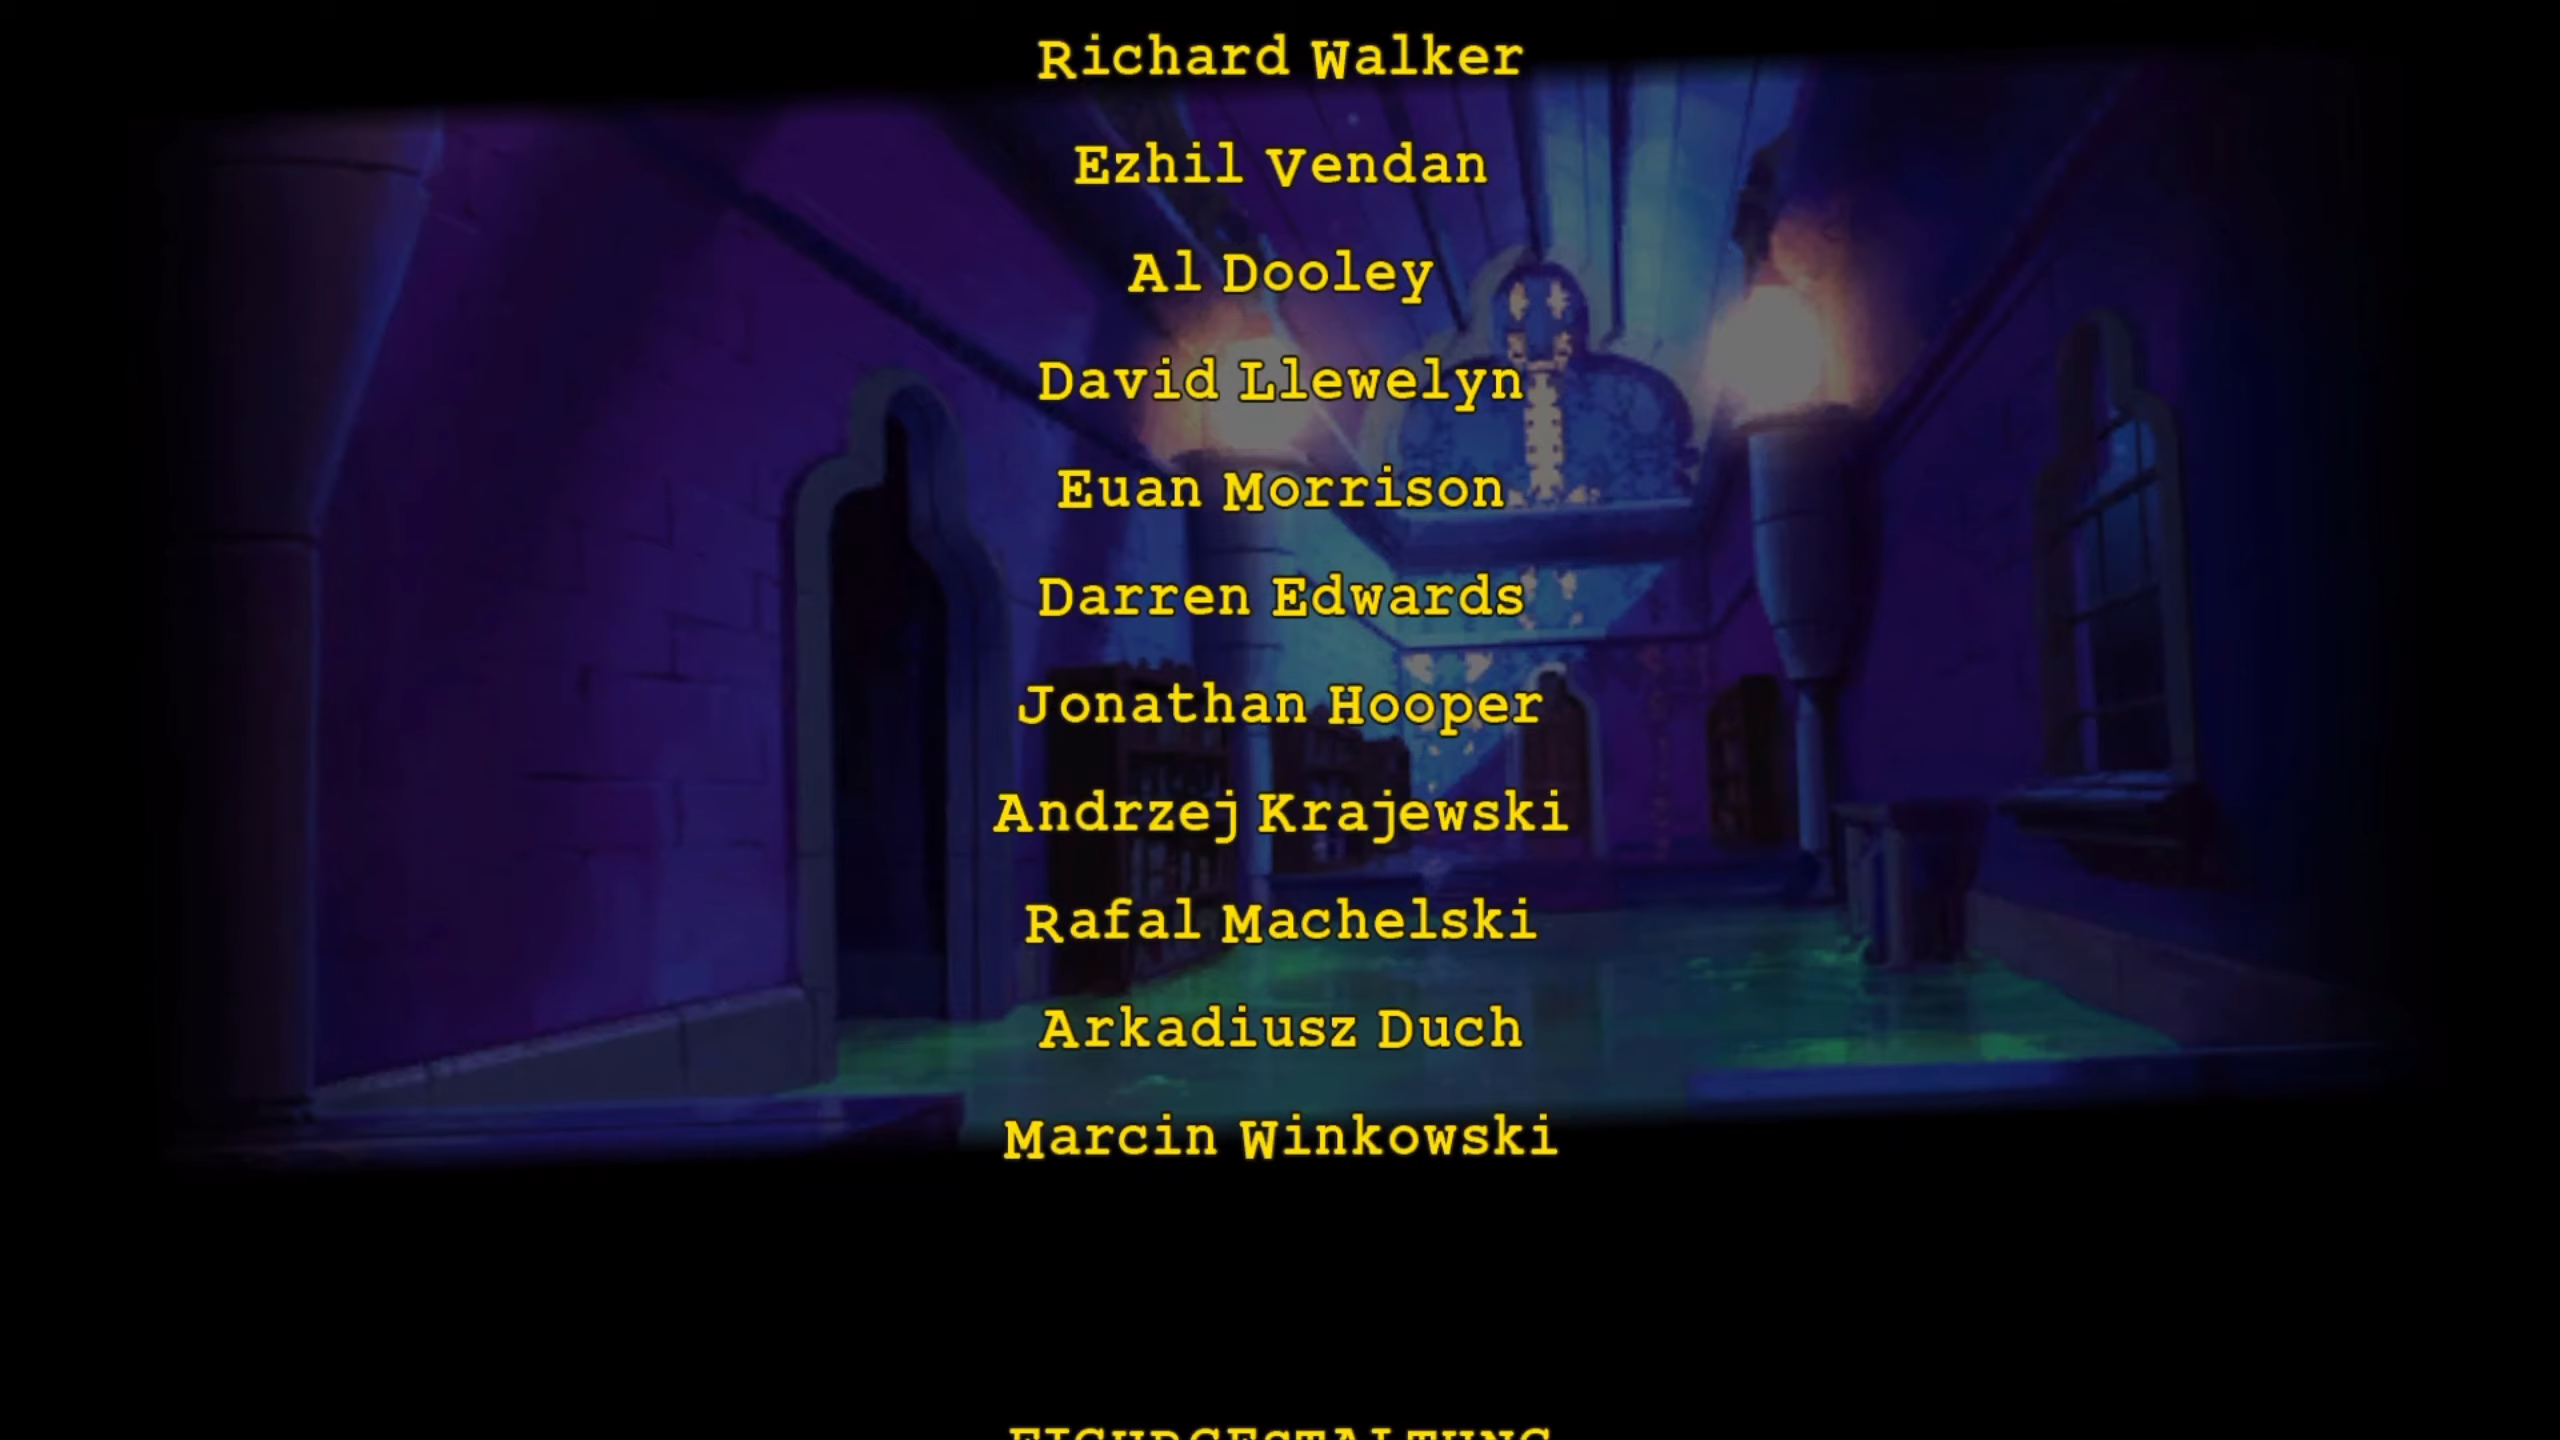 Richard Walker
Ezhil Vendan
Al Dooley
David Llewelyn
Euan Morrison
Darren Edwards
Jonathan Hooper
Andrzej Krajewski
Rafal Machelski
Arkadiusz Duch
Marcin Winkowski
FIGURGESTALTUNG